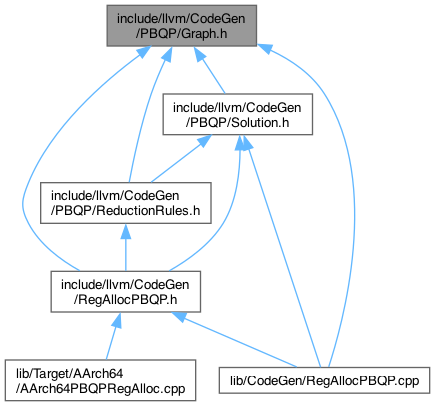 include/llvm/CodeGen
/PBQP/Graph.h
include/llvm/CodeGen
/PBQP/Solution.h
include/llvm/CodeGen
/PBQP/ReductionRules.h
include/llvm/CodeGen
/RegAllocPBQP.h
lib/Target/AArch64
/AArch64PBQPRegAlloc.cpp
lib/CodeGen/RegAllocPBQP.cpp